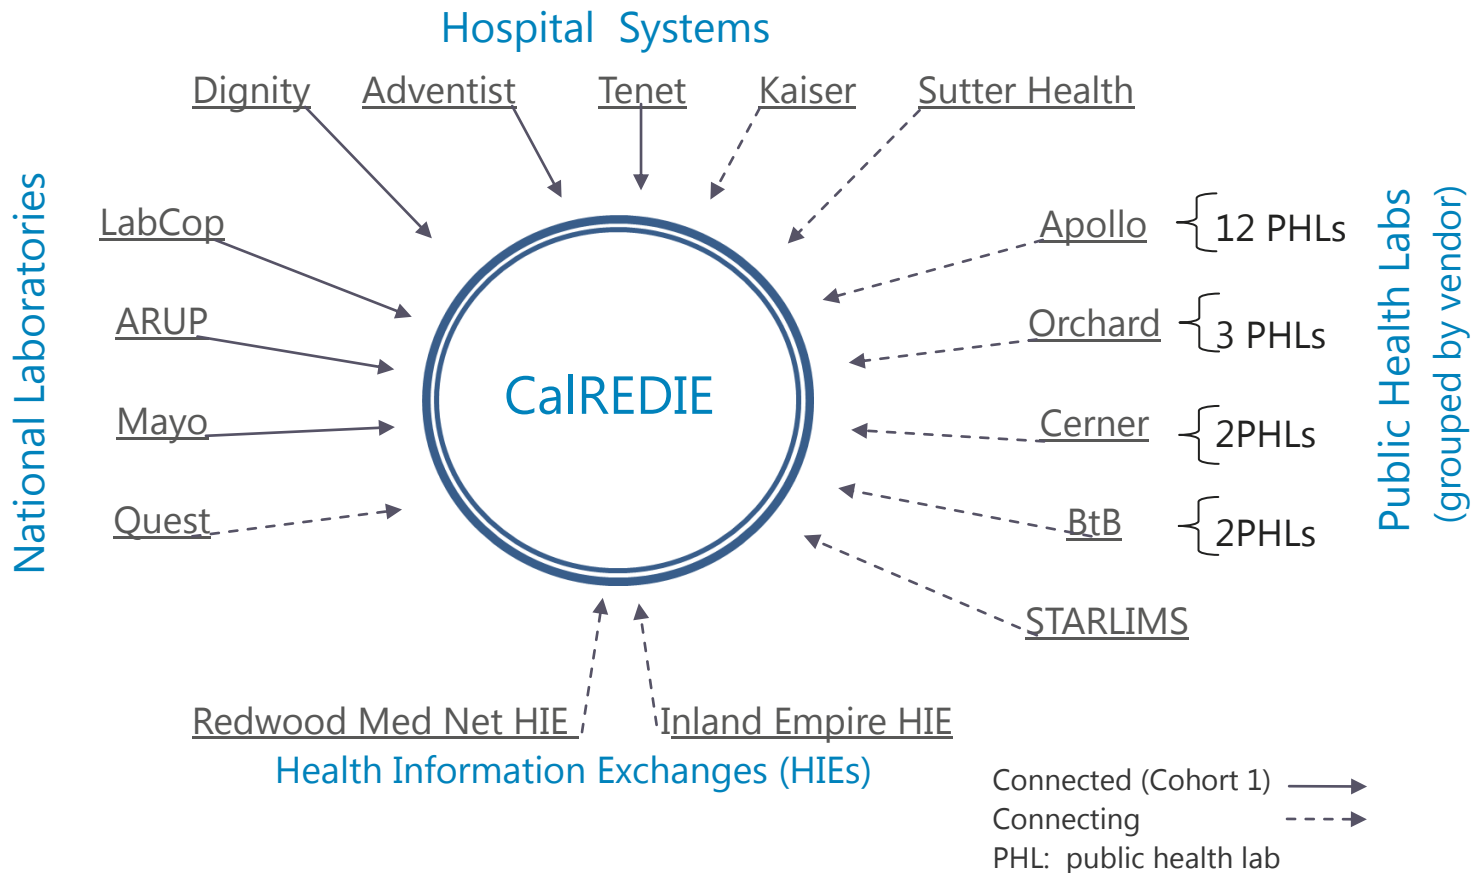 Hospital Systems
Dignity
Adventist
Tenet
Kaiser
Sutter Health
National Laboratories
LabCop
ARUP
Mayo
Quest
CalREDIE
Apollo
12 PHLs
Orchard
3 PHLs
Cerner
2PHLs
BtB
2PHLs
STARLIMS
Public Health Labs
(grouped by vendor)
Redwood Med Net HIE
Inland Empire HIE
Health Information Exchanges (HIEs)
Connected (Cohort 1)
Connecting
PHL: public health lab